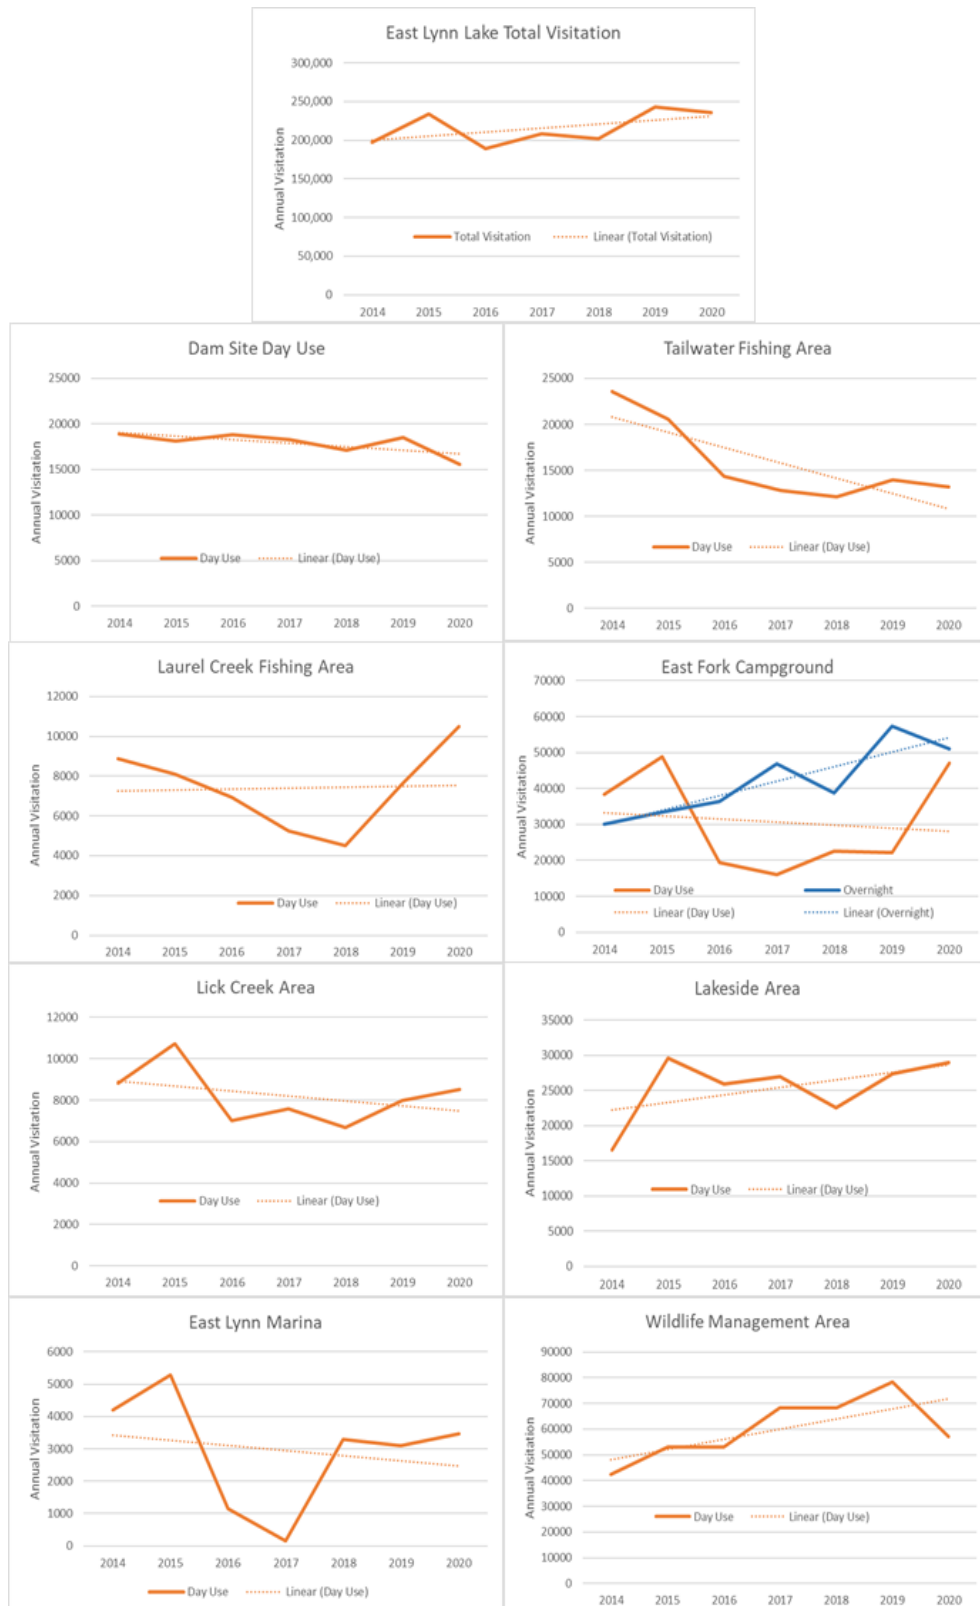 East Lynn Lake Total Visitation
300,000
250,000
200,000
150,000
100,000
50,000
0
Annual Visitation
Total Visitation Linear (Total Visitation)
2014 2015 2016 2017 2018 2019 2020
Dam Site Day Use
25000
20000
15000
10000
5000
0
Annual Visitation
Day Use Linear (Day Use)
2014 2015 2016 2017 2018 2019 2020
Tailwater Fishing Area
25000
20000
15000
10000
5000
0
Annual Visitation
Day Use Linear (Day Use)
2014 2015 2016 2017 2018 2019 2020
Laurel Creek Fishing Area
12000
10000
8000
6000
4000
2000
0
Annual Visitation
Day Use Linear (Day Use)
2014 2015 2016 2017 2018 2019 2020
East Fork Campground
70000
60000
50000
40000
30000
20000
10000
0
Annual Visitation
Day Use Overnight
Linear (Day Use) Linear (Overnight)
2014 2015 2016 2017 2018 2019 2020
Lick Creek Area
12000
10000
8000
6000
4000
2000
0
Annual Visitation
Day Use Linear (Day Use)
2014 2015 2016 2017 2018 2019 2020
Lakeside Area
35000
30000
25000
20000
15000
10000
5000
0
Annual Visitation
Day Use Linear (Day Use)
2014 2015 2016 2017 2018 2019 2020
East Lynn Marina
6000
5000
4000
3000
2000
1000
0
Annual Visitation
2014 2015 2016 2017 2018 2019 2020
Day Use Linear (Day Use)
Wildlife Management Area
90000
80000
70000
60000
50000
40000
30000
20000
10000
0
Annual Visitation
Day Use Linear (Day Use)
2014 2015 2016 2017 2018 2019 2020